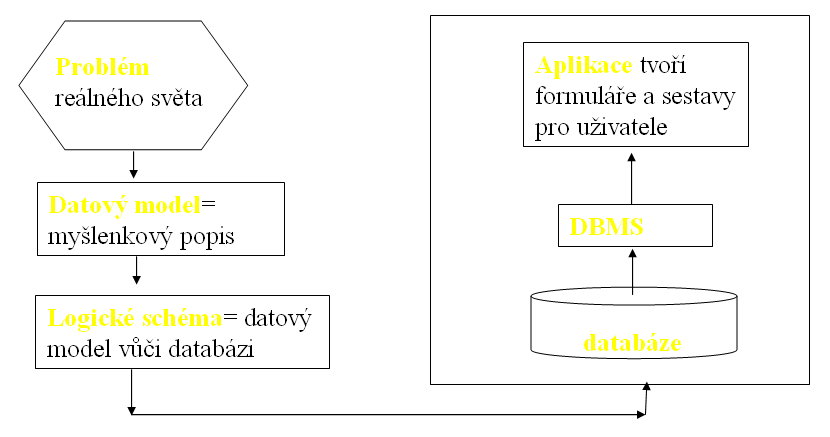 Problém
reálného světa
Datový model=
myšlenkový popis
Logické schéma= datový
model vůči databázi
Aplikace tvoří
formuláře a sestavy
pro uživatele
DBMS
databáze